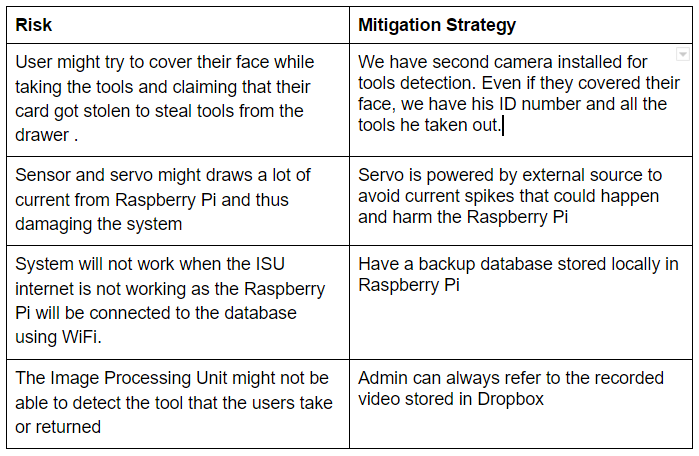 Risk
Mitigation Strategy
User might try to cover their face while
taking the tools and claiming that their
card got stolen to steal tools from the
drawer .
We have second camera installed for
tools detection. Even if they covered their
face, we have his ID number and all the
tools he taken out.
Sensor and servo might draws a lot of
current from Raspberry Pi and thus
damaging the system
Servo is powered by external source to
avoid current spikes that could happen
and harm the Raspberry Pi
System will not work when the ISU
internet is not working as the Raspberry
Pi will be connected to the database
using WiFi.
Have a backup database stored locally in
Raspberry Pi
The Image Processing Unit might not be
able to detect the tool that the users take
or returned
Admin can always refer to the recorded
video stored in Dropbox